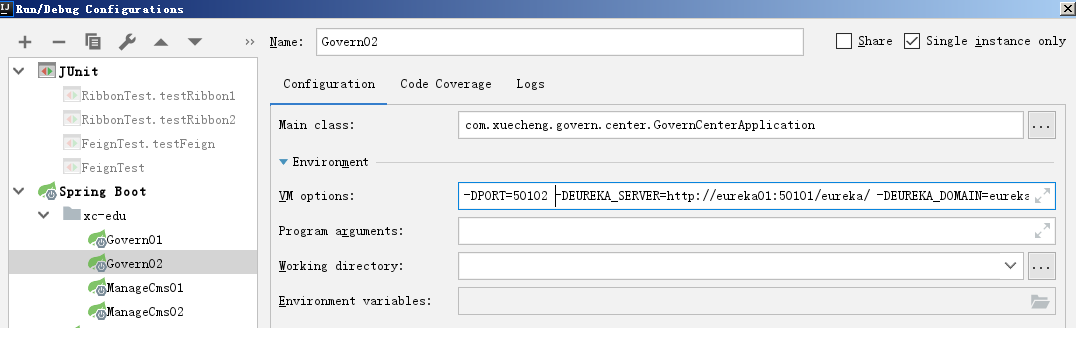 Run/Debug Configurations
Name: Govern02
Share
Single instance only
JUnit
RibbonTest.testRibbon1
RibbonTest.testRibbon2
FeignTest.testFeign
FeignTest
Spring Boot
xc-edu
Govern01
Govern02
ManageCms01
ManageCms02
Configuration
Code Coverage
Logs
Main class: com.xuecheng.govern.center.GovernCenterApplication ...
Environment
VM options: -DPORT=50102 -DEUREKA_SERVER=http://eureka01:50101/eureka/ -DEUREKA_DOMAIN=eureka
Program arguments:
Working directory: ...
Environment variables: